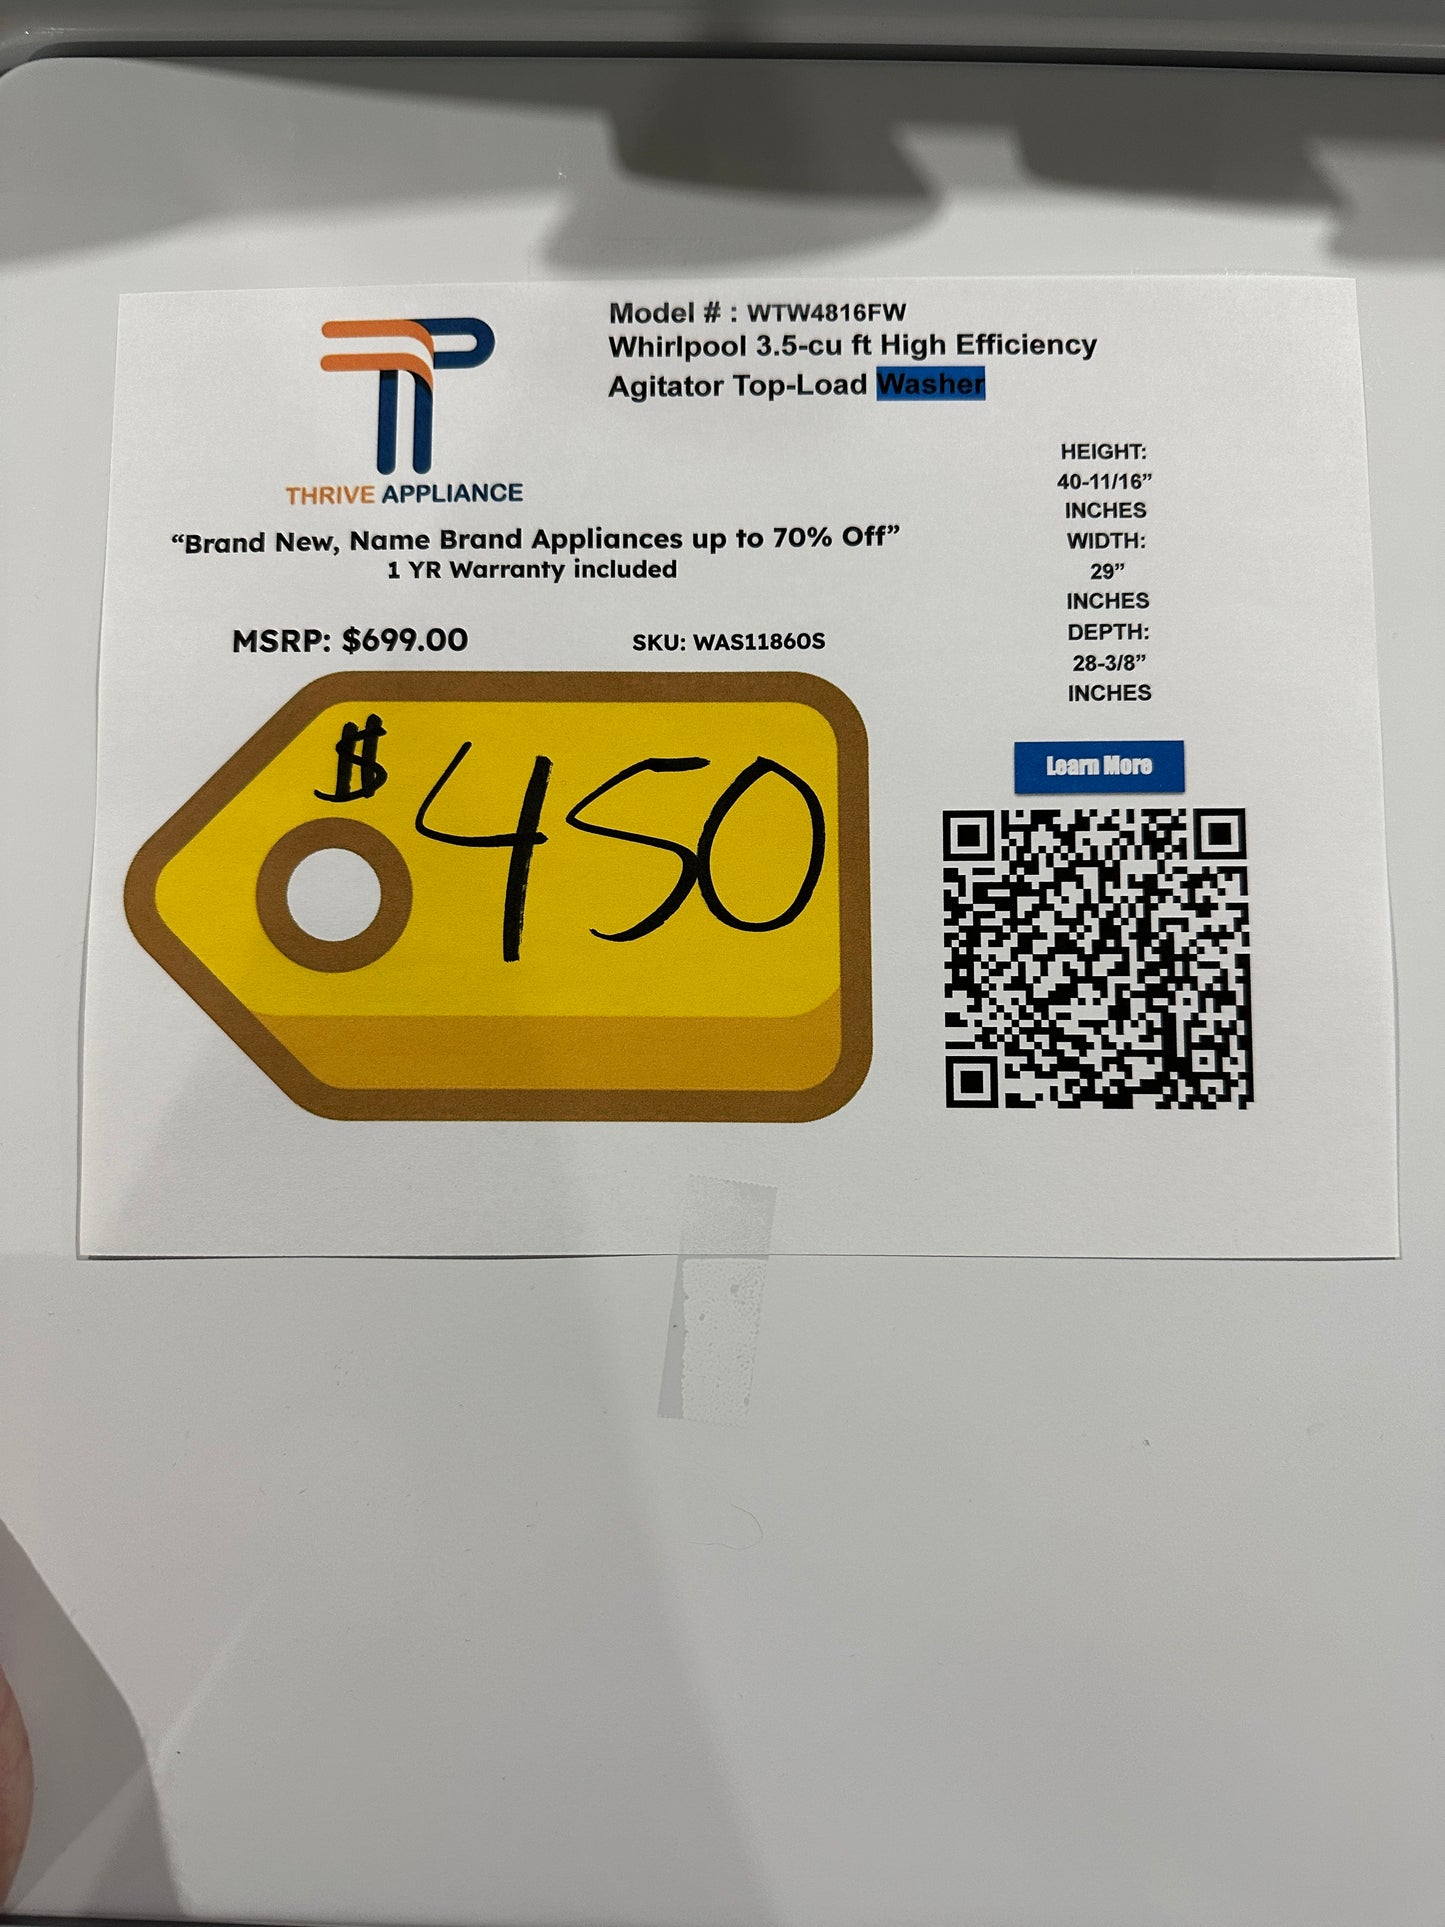 Model # : WTW4816FW
Whirlpool 3.5-cu ft High Efficiency
Agitator Top-Load Washer
THRIVE APPLIANCE
“Brand New, Name Brand Appliances up to 70% Off”
1 YR Warranty included
MSRP: $699.00
SKU: WAS11860S
$450
HEIGHT:
40-11/16”
INCHES
WIDTH:
29”
INCHES
DEPTH:
28-3/8”
INCHES
Learn More